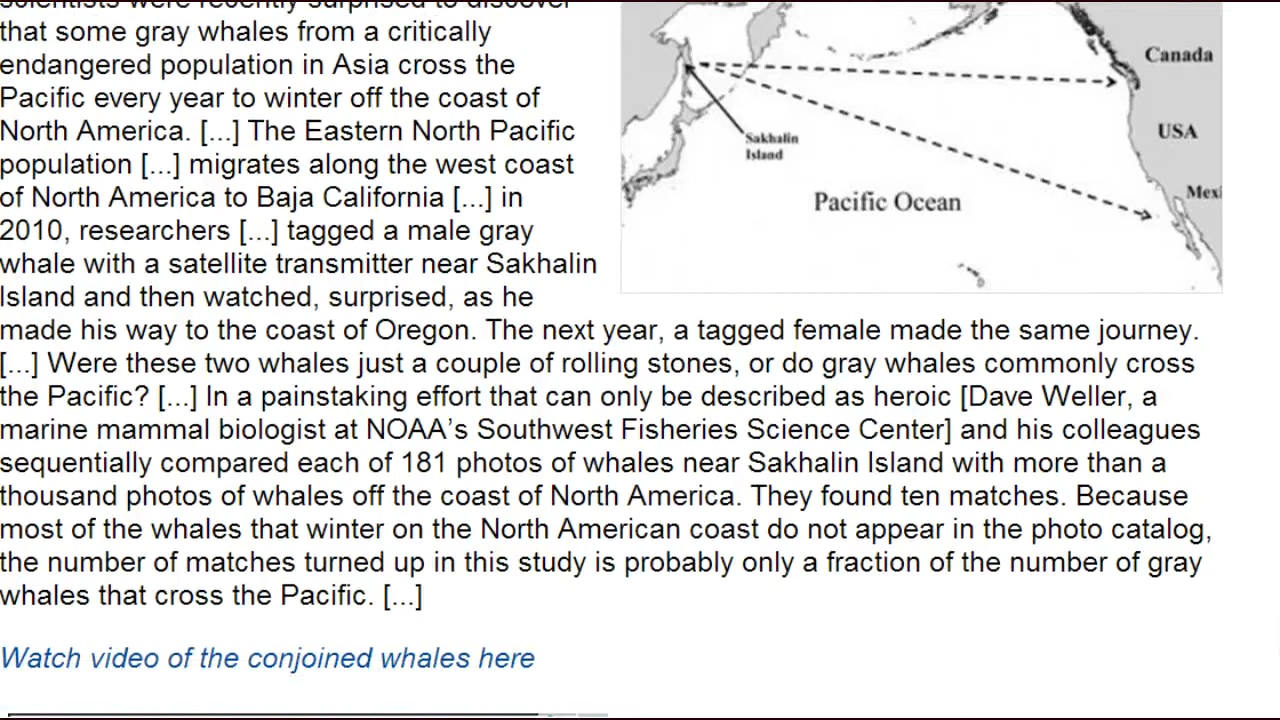 scientists were recently surprised to discover
that some gray whales from a critically
endangered population in Asia cross the
Pacific every year to winter off the coast of
North America. [...] The Eastern North Pacific
population [...] migrates along the west coast
of North America to Baja California [...] in
2010, researchers [...] tagged a male gray
whale with a satellite transmitter near Sakhalin
Island and then watched, surprised, as he
made his way to the coast of Oregon. The next year, a tagged female made the same journey.
[...] Were these two whales just a couple of rolling stones, or do gray whales commonly cross
the Pacific? [...] In a painstaking effort that can only be described as heroic [Dave Weller, a
marine mammal biologist at NOAA’s Southwest Fisheries Science Center] and his colleagues
sequentially compared each of 181 photos of whales near Sakhalin Island with more than a
thousand photos of whales off the coast of North America. They found ten matches. Because
most of the whales that winter on the North American coast do not appear in the photo catalog,
the number of matches turned up in this study is probably only a fraction of the number of gray
whales that cross the Pacific. [...]
Watch video of the conjoined whales here
Canada
USA
Mexi
Sakhalin
Island
Pacific Ocean